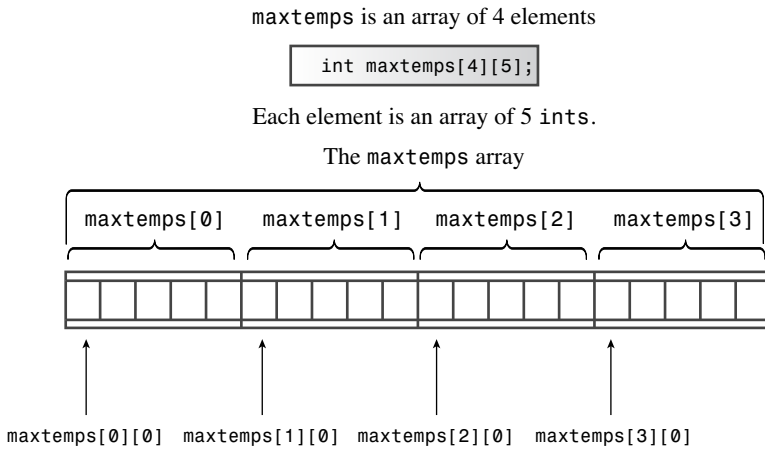 maxtemps is an array of 4 elements
int maxtemps[4][5];
Each element is an array of 5 ints.
The maxtemps array
maxtemps[0] maxtemps[1] maxtemps[2] maxtemps[3]
maxtemps[0][0] maxtemps[1][0] maxtemps[2][0] maxtemps[3][0]